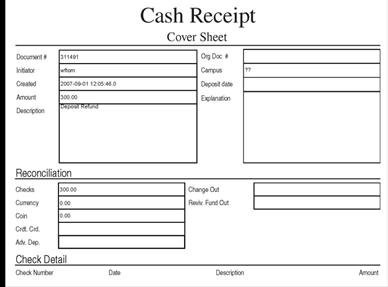 Cash Receipt
Cover Sheet
Document # 311491 Org Doc #
Initiator wftom Campus ??
Created 2007-09-01 12:05:46.0 Deposit date
Amount 300.00 Explanation
Description Deposit Refund
Reconciliation
Checks 300.00 Change Out
Currency 0.00 Reviv. Fund Out
Coin 0.00
Crdt. Crd.
Adv. Dep.
Check Detail
Check Number Date Description Amount